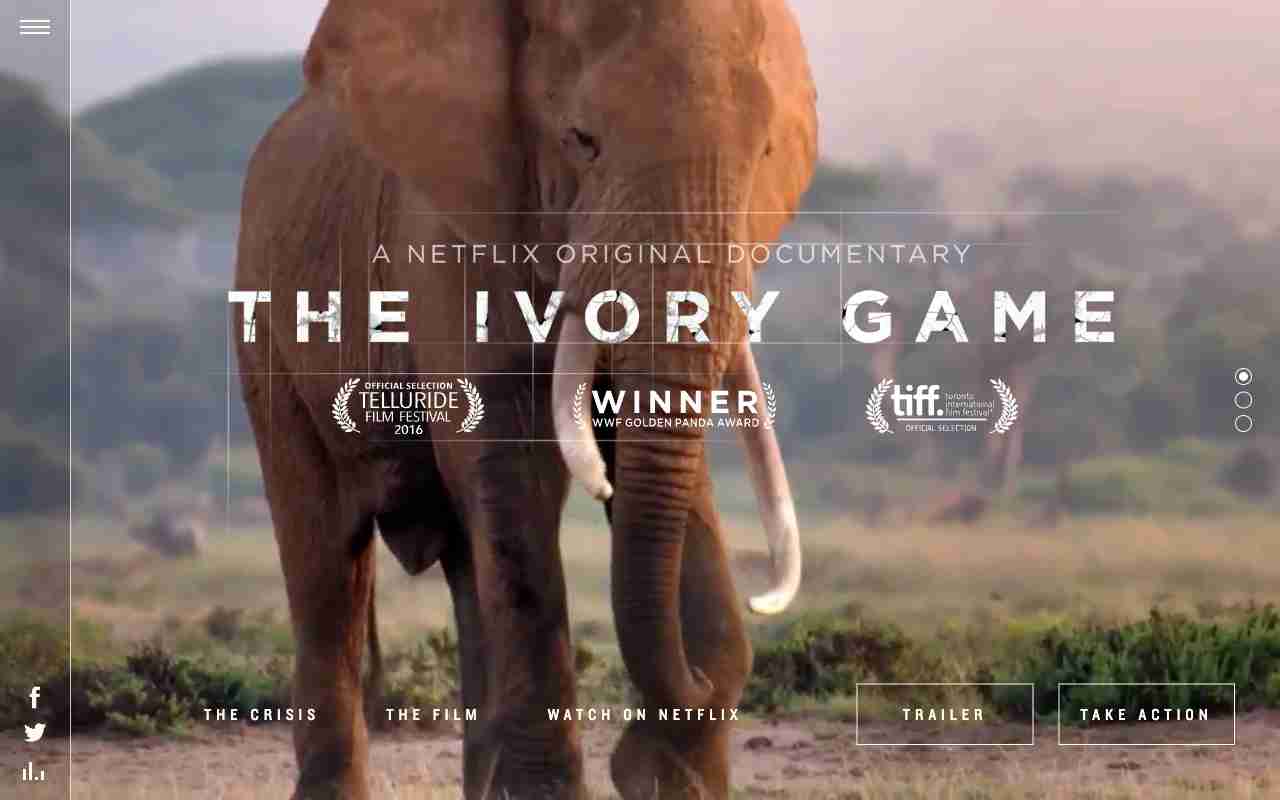 A NETFLIX ORIGINAL DOCUMENTARY
THE IVORY GAME
OFFICIAL SELECTION
TELLURIDE
FILM FESTIVAL
2016
WINNER
WWF GOLDEN PANDA AWARD
tiff. toronto
international
film festival®
OFFICIAL SELECTION
THE CRISIS
THE FILM
WATCH ON NETFLIX
TRAILER
TAKE ACTION